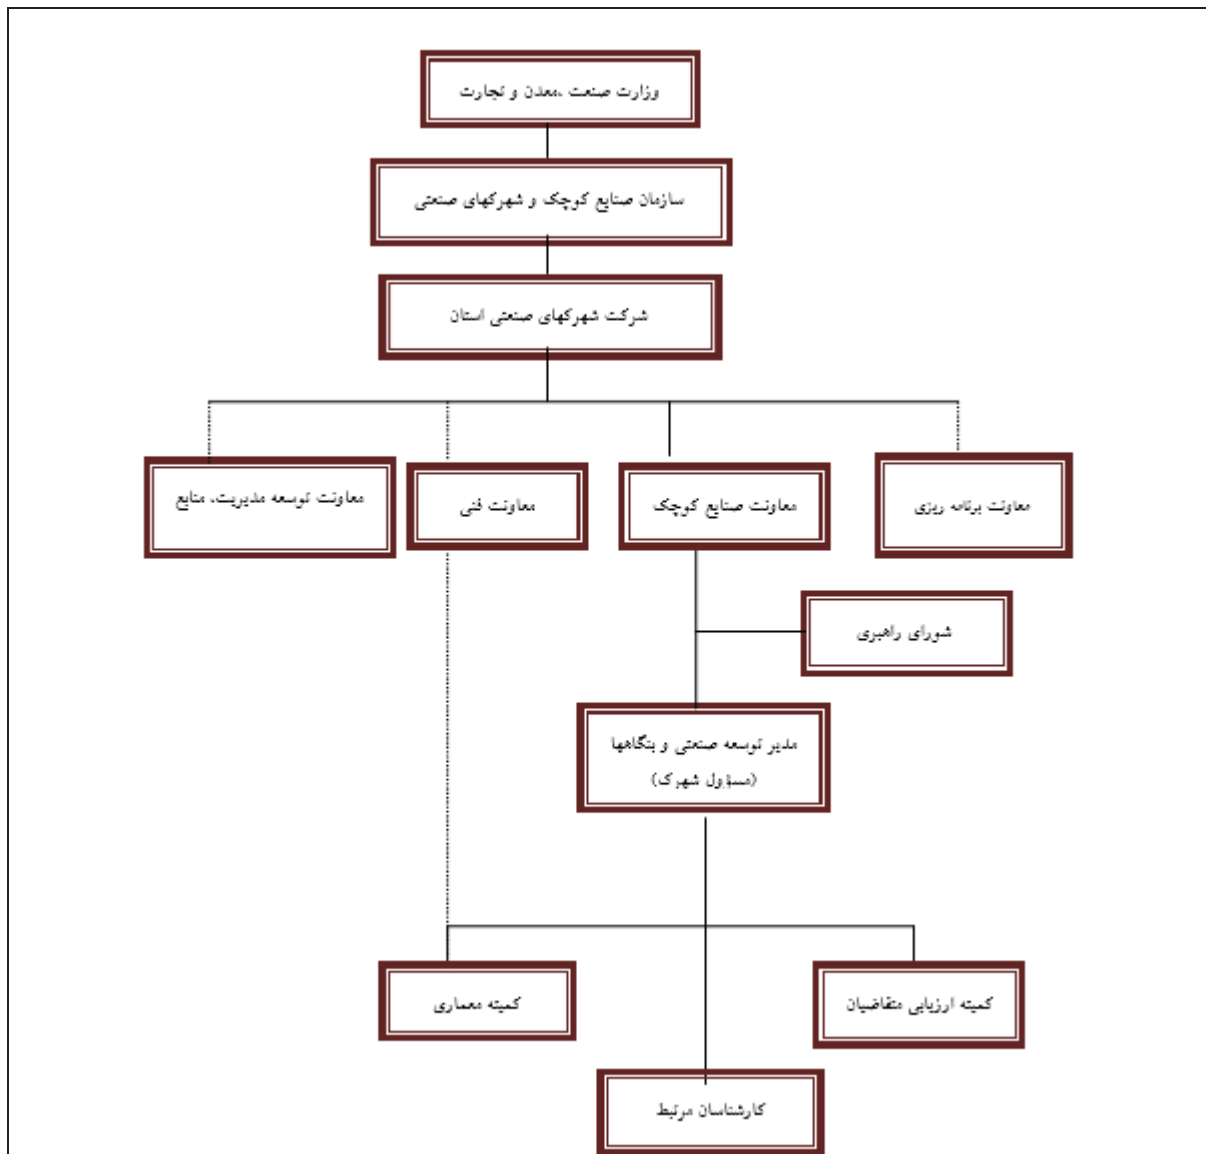 وزارت صنعت ،معدن و تجارت
سازمان صنایع کوچک و شهرکهای صنعتی
شرکت شهرکهای صنعتی استان
معاونت برنامه ریزی
معاونت صنایع کوچک
معاونت فنی
معاونت توسعه مدیریت، منابع
شورای راهبری
مدیر توسعه صنعتی و بنگاهها
(مسؤول شهرک)
کمیته ارزیابی متقاضیان
کمیته معماری
کارشناسان مرتبط